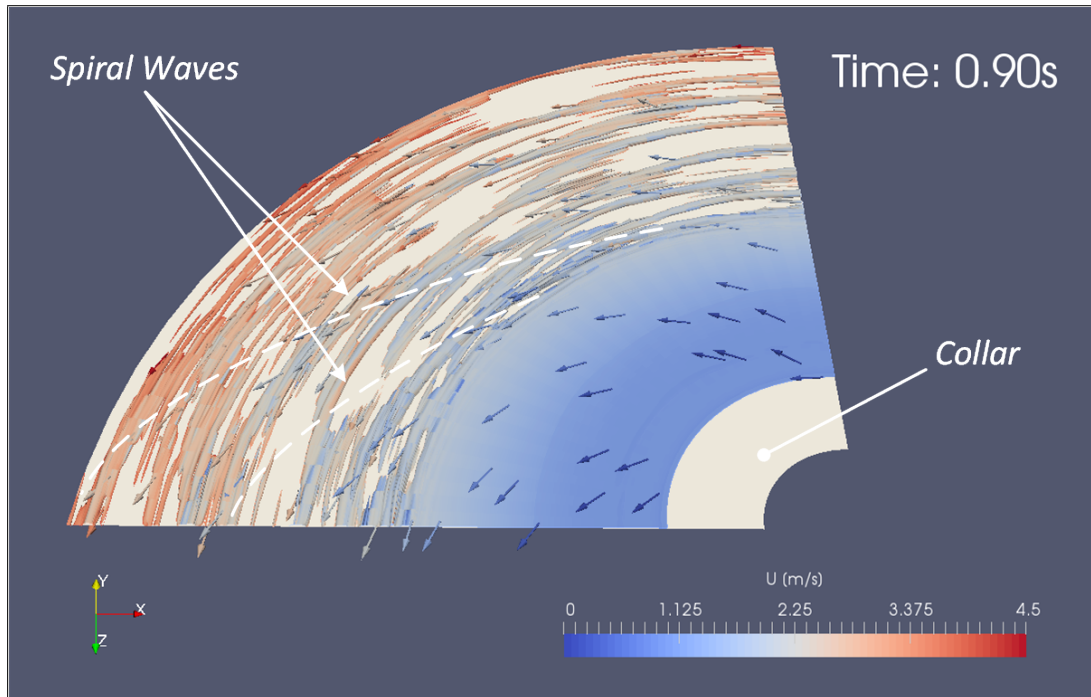 Spiral Waves
Time: 0.90s
Collar
Y
X
Z
U (m/s)
0 1.125 2.25 3.375 4.5